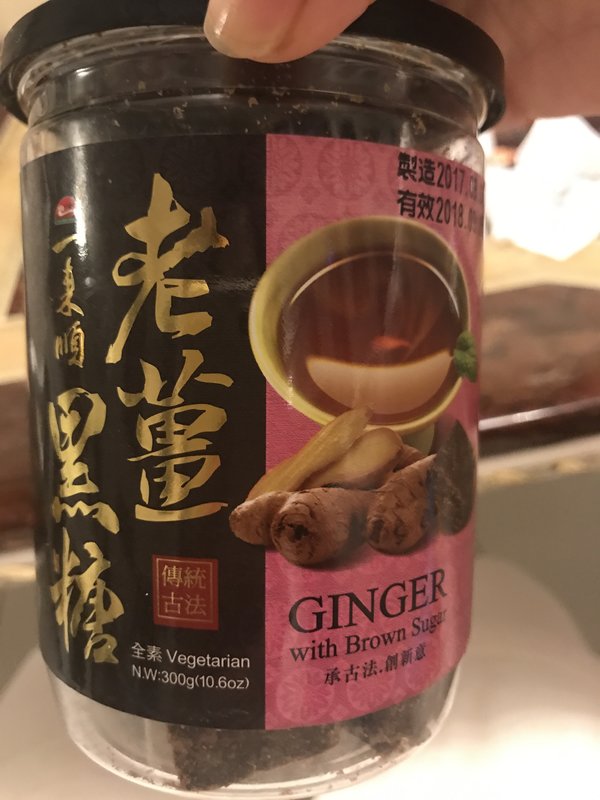 製造2017
有效2018.0
一東順
老薑
黑糖
傳統
古法
全素 Vegetarian
N.W:300g(10.6oz)
GINGER
with Brown Sugar
承古法.創新意